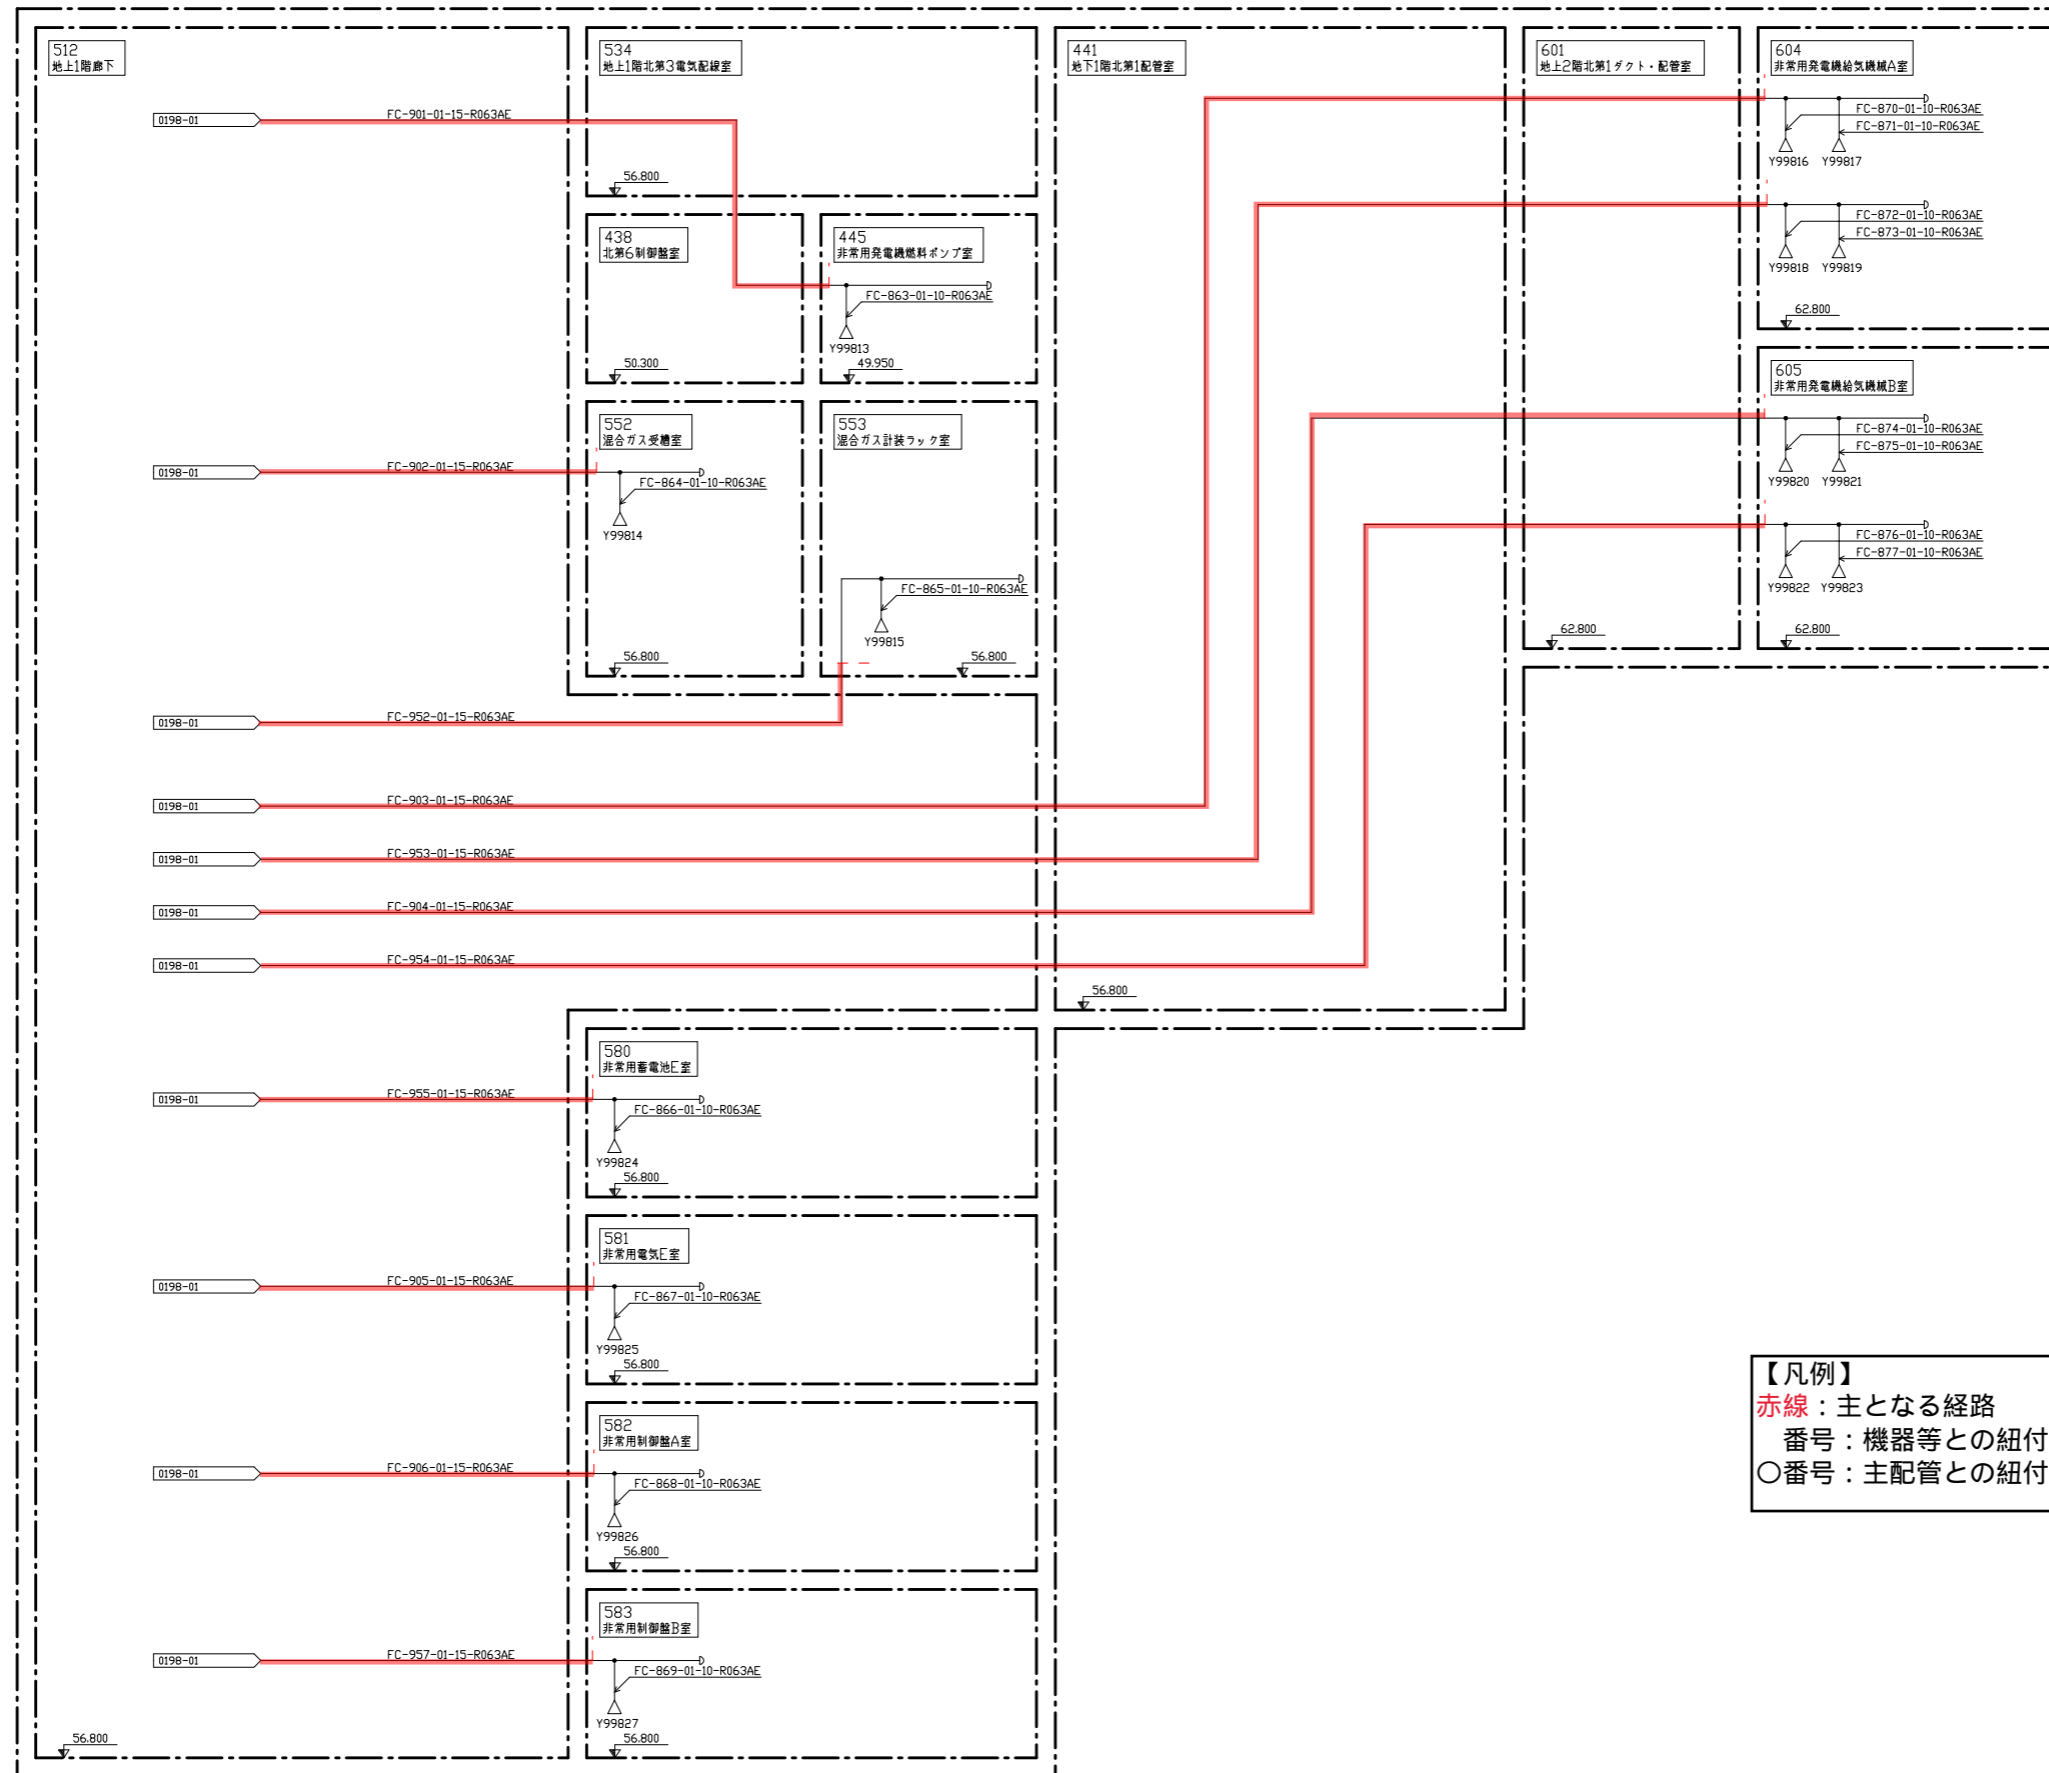 512
地上1階廊下
534
地上1階北第3電気配線室
441
地下1階北第1配管室
601
地上2階北第1ダクト・配管室
604
非常用発電機給気機械A室
0198-01
FC-901-01-15-R063AE
FC-870-01-10-R063AE
FC-871-01-10-R063AE
Y99816
Y99817
56.800
FC-872-01-10-R063AE
FC-873-01-10-R063AE
Y99818
Y99819
62.800
438
北第6制御盤室
445
非常用発電機燃料ポンプ室
FC-863-01-10-R063AE
Y99813
50.300
49.950
605
非常用発電機給気機械B室
552
混合ガス受槽室
553
混合ガス計装ラック室
0198-01
FC-902-01-15-R063AE
FC-864-01-10-R063AE
Y99814
FC-874-01-10-R063AE
FC-875-01-10-R063AE
Y99820
Y99821
FC-876-01-10-R063AE
FC-877-01-10-R063AE
Y99822
Y99823
FC-865-01-10-R063AE
Y99815
56.800
56.800
62.800
62.800
0198-01
FC-952-01-15-R063AE
0198-01
FC-903-01-15-R063AE
0198-01
FC-953-01-15-R063AE
0198-01
FC-904-01-15-R063AE
0198-01
FC-954-01-15-R063AE
56.800
580
非常用蓄電池E室
0198-01
FC-955-01-15-R063AE
FC-866-01-10-R063AE
Y99824
56.800
581
非常用電気E室
0198-01
FC-905-01-15-R063AE
FC-867-01-10-R063AE
Y99825
56.800
582
非常用制御盤A室
0198-01
FC-906-01-15-R063AE
FC-868-01-10-R063AE
Y99826
56.800
583
非常用制御盤B室
0198-01
FC-957-01-15-R063AE
FC-869-01-10-R063AE
Y99827
56.800
56.800
【凡例】
赤線：主となる経路
番号：機器等との紐付
○番号：主配管との紐付